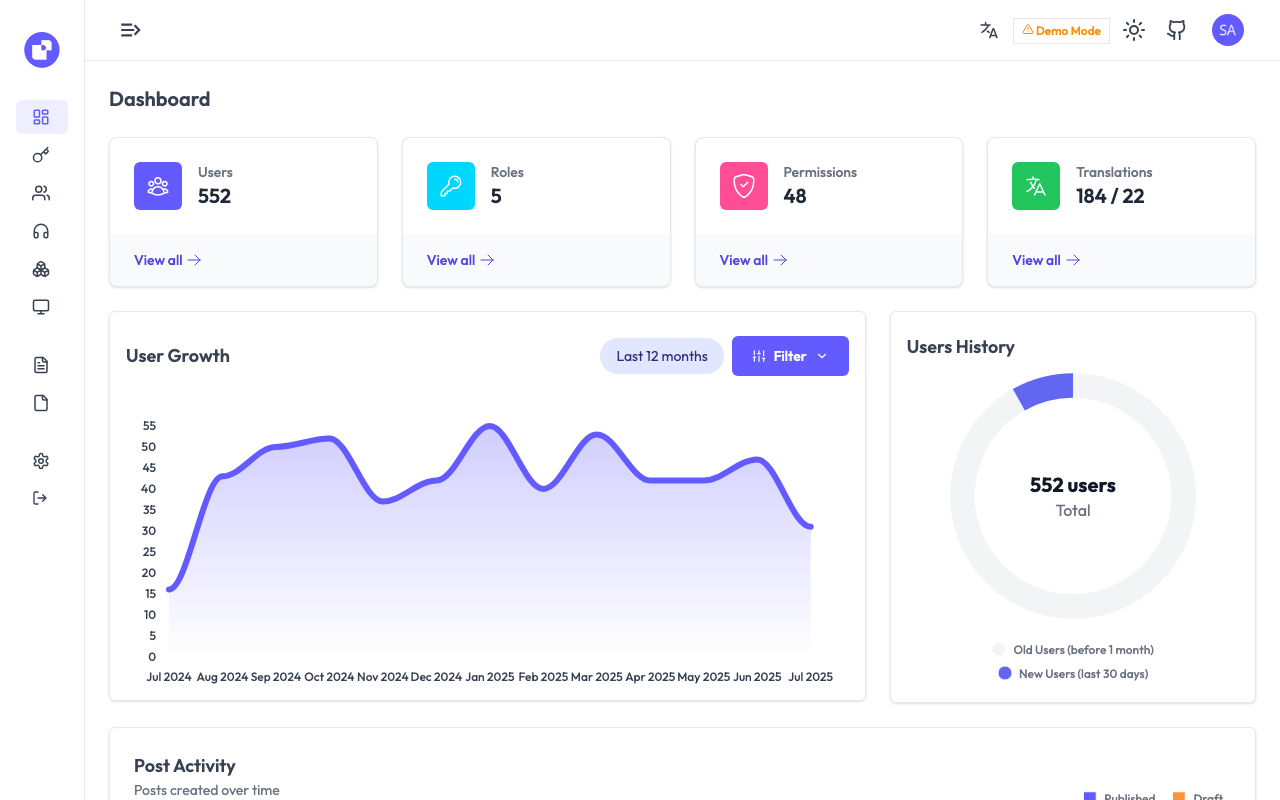 Demo Mode
SA
Dashboard
Users
552
View all
Roles
5
View all
Permissions
48
View all
Translations
184 / 22
View all
User Growth
Last 12 months
Filter
55
50
45
40
35
30
25
20
15
10
5
0
Jul 2024 Aug 2024 Sep 2024 Oct 2024 Nov 2024 Dec 2024 Jan 2025 Feb 2025 Mar 2025 Apr 2025 May 2025 Jun 2025 Jul 2025
Users History
552 users
Total
Old Users (before 1 month)
New Users (last 30 days)
Post Activity
Posts created over time
Published Draft